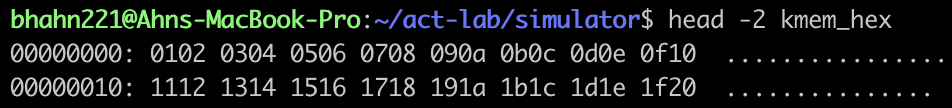 bhahn221@Ahns-MacBook-Pro:~/act-lab/simulator$ head -2 kmem_hex
00000000: 0102 0304 0506 0708 090a 0b0c 0d0e 0f10  ................
00000010: 1112 1314 1516 1718 191a 1b1c 1d1e 1f20  ...............